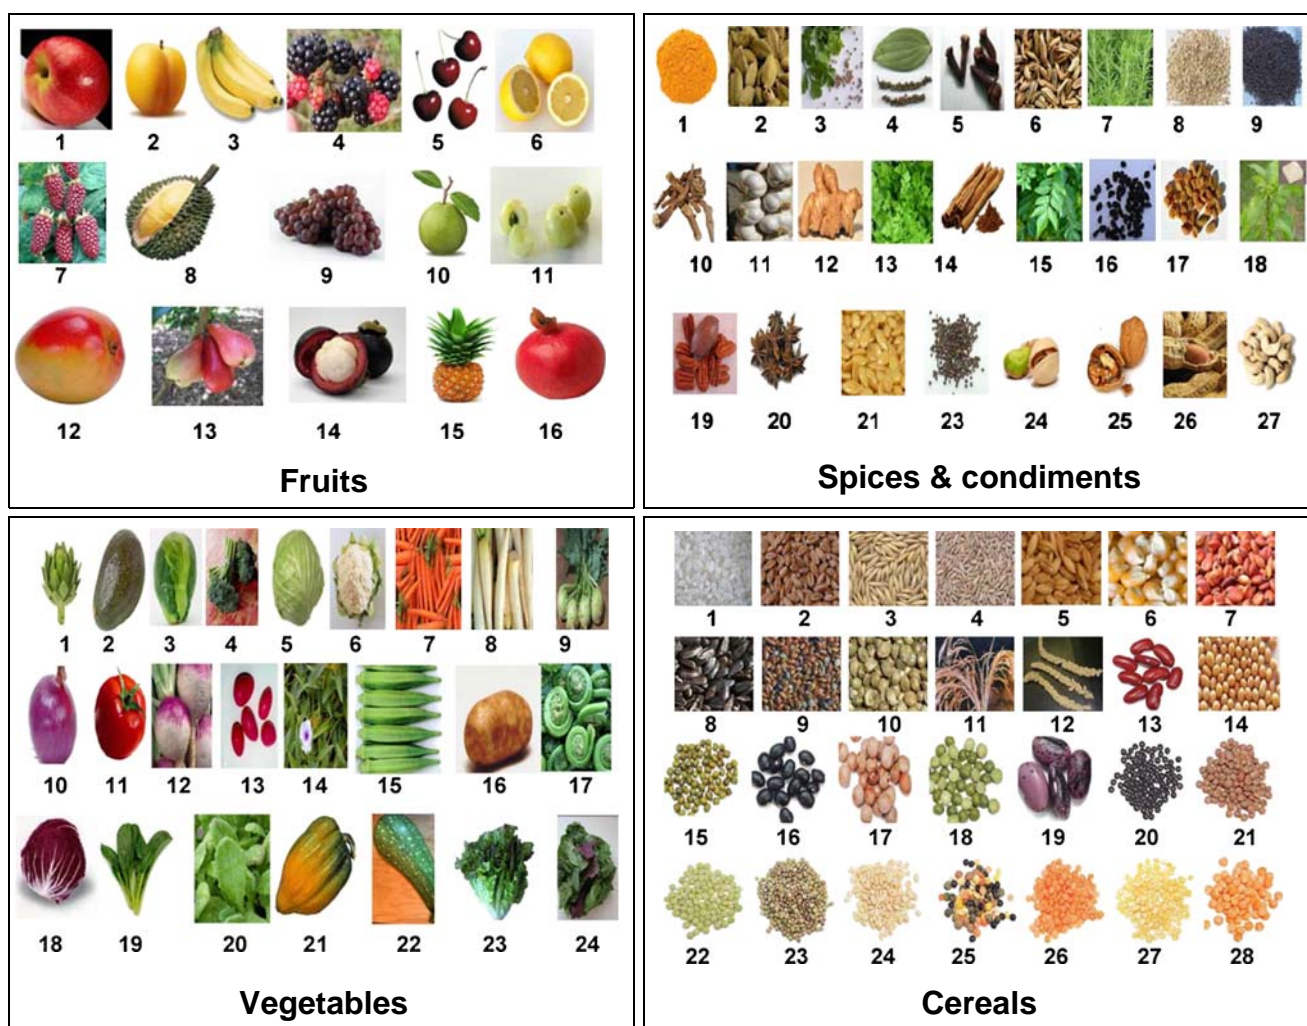 1 2 3 4 5 6
7 8 9 10 11
12 13 14 15 16
Fruits
1 2 3 4 5 6 7 8 9
10 11 12 13 14 15 16 17 18
19 20 21 23 24 25 26 27
Spices & condiments
1 2 3 4 5 6 7 8 9
10 11 12 13 14 15 16 17
18 19 20 21 22 23 24
Vegetables
1 2 3 4 5 6 7
8 9 10 11 12 13 14
15 16 17 18 19 20 21
22 23 24 25 26 27 28
Cereals